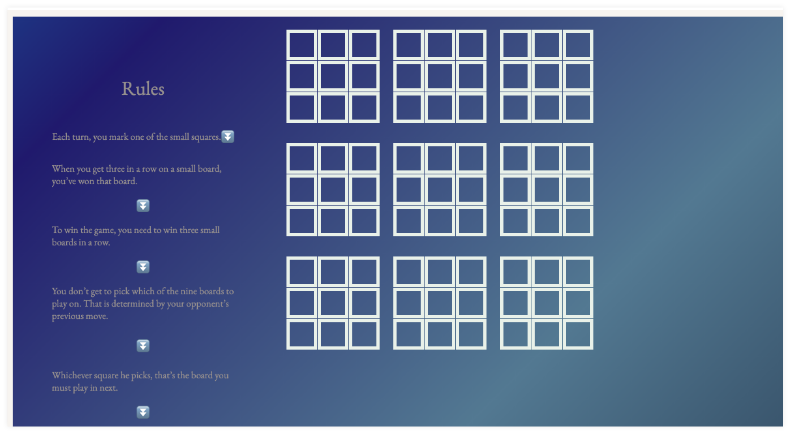 Rules
Each turn, you mark one of the small squares.
When you get three in a row on a small board,
you've won that board.
To win the game, you need to win three small
boards in a row.
You don't get to pick which of the nine boards to
play on. That is determined by your opponent's
previous move.
Whichever square he picks, that's the board you
must play in next.